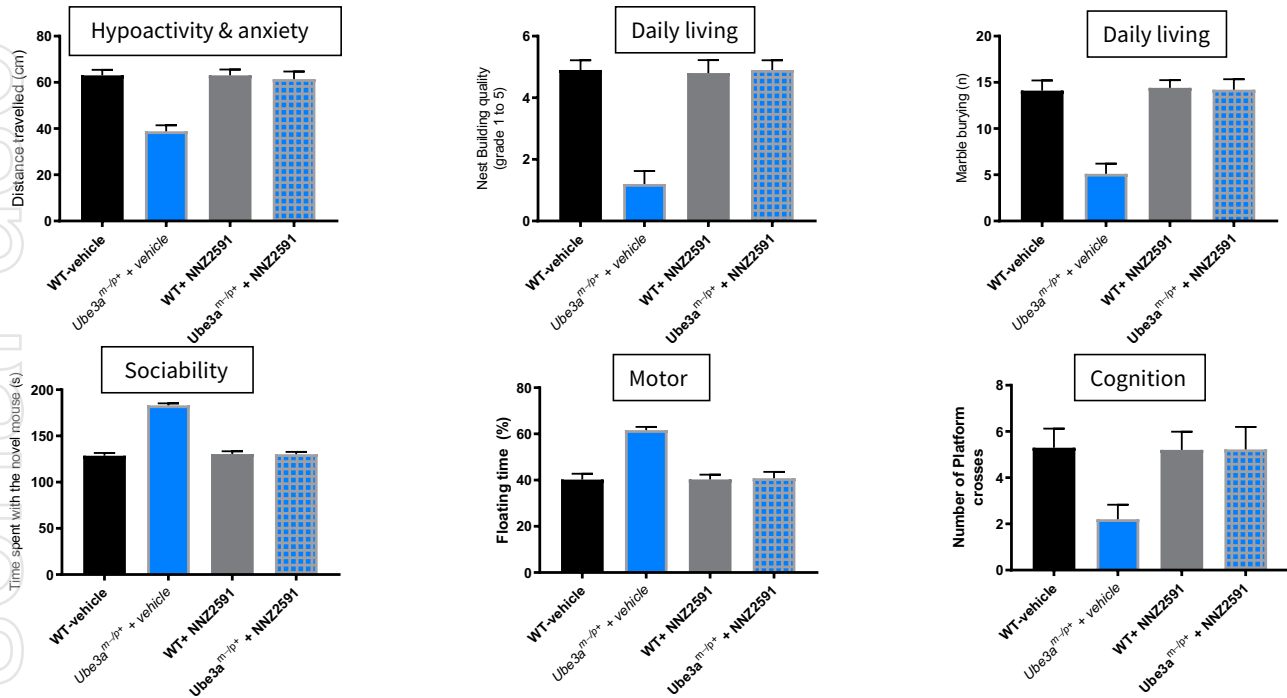 Hypoactivity & anxiety
Distance travelled (cm)
80
60
40
20
0
WT-vehicle
Ube3a^m–/p+ + vehicle
WT+ NNZ2591
Ube3a^m–/p+ + NNZ2591
Daily living
Nest Building quality
(grade 1 to 5)
6
4
2
0
WT-vehicle
Ube3a^m–/p+ + vehicle
WT+ NNZ2591
Ube3a^m–/p+ + NNZ2591
Daily living
Marble burying (n)
20
15
10
5
0
WT-vehicle
Ube3a^m–/p+ + vehicle
WT+ NNZ2591
Ube3a^m–/p+ + NNZ2591
Sociability
Time spent with the novel mouse (s)
200
150
100
50
0
WT-vehicle
Ube3a^m–/p+ + vehicle
WT+ NNZ2591
Ube3a^m–/p+ + NNZ2591
Motor
Floating time (%)
80
60
40
20
0
WT-vehicle
Ube3a^m–/p+ + vehicle
WT+ NNZ2591
Ube3a^m–/p+ + NNZ2591
Cognition
Number of Platform
crosses
8
6
4
2
0
WT-vehicle
Ube3a^m–/p+ + vehicle
WT+ NNZ2591
Ube3a^m–/p+ + NNZ2591